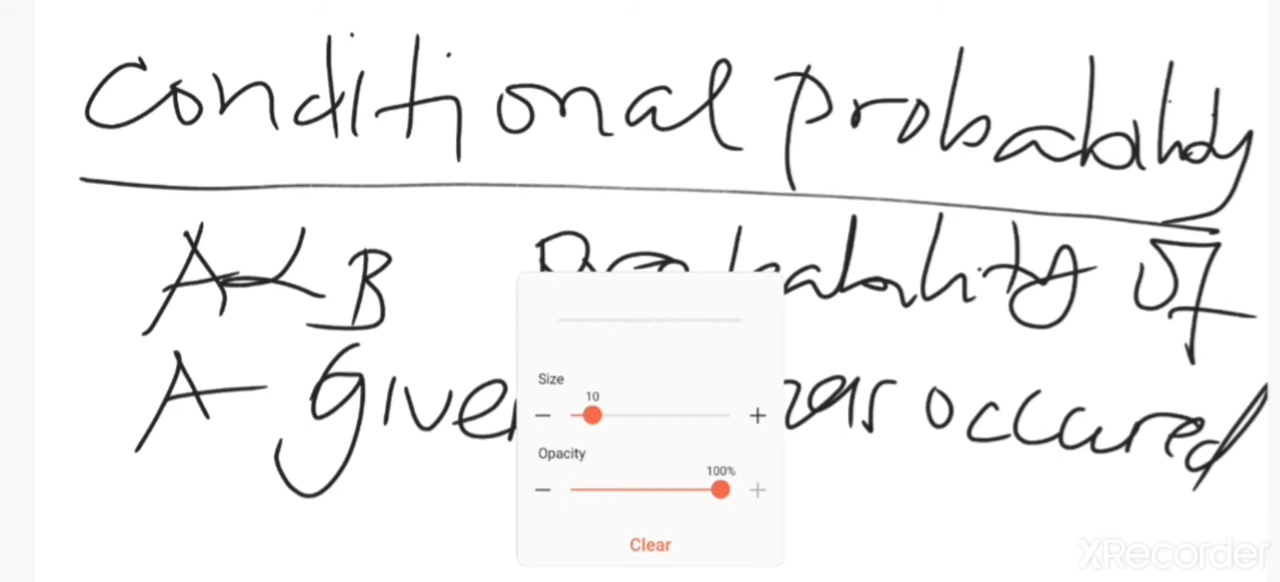 conditional probability
A & B Probability of
A given has occured
Size
10
Opacity
100%
Clear
XRecorder